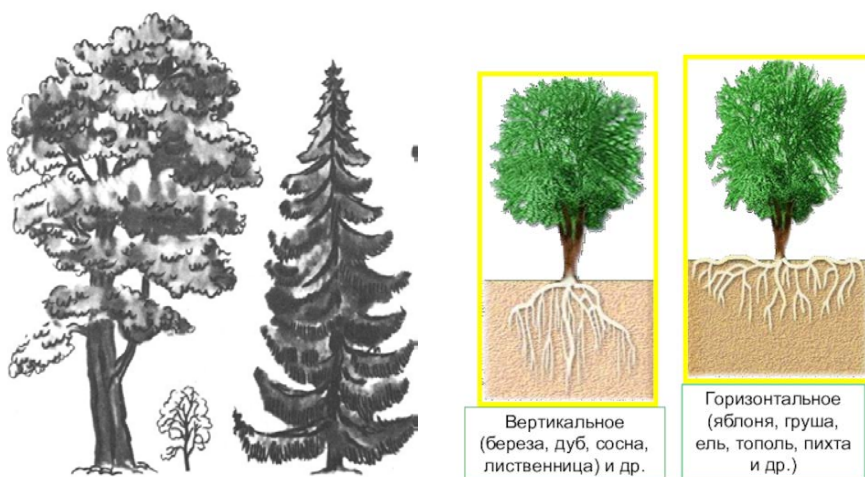 Вертикальное
(береза, дуб, сосна,
лиственница) и др.
Горизонтальное
(яблоня, груша,
ель, тополь, пихта
и др.)